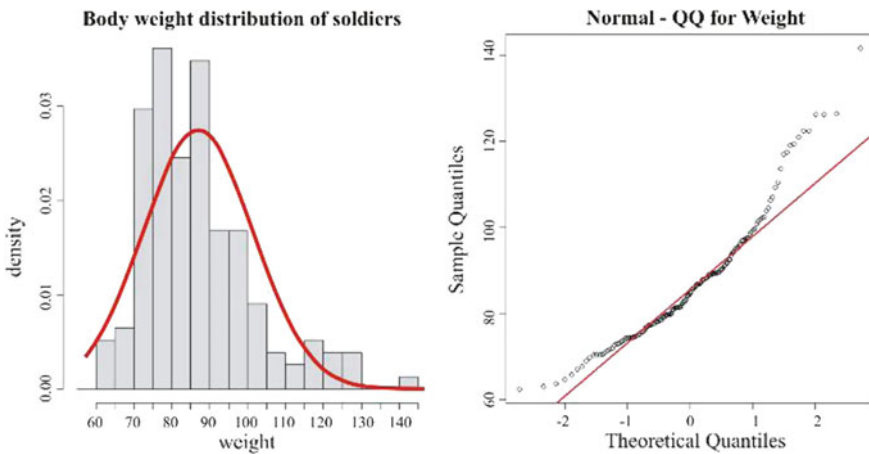 Body weight distribution of soldiers
density
0.03
0.02
0.01
0.00
60 70 80 90 100 110 120 130 140
weight
Normal - QQ for Weight
Sample Quantiles
140
120
100
80
60
-2 -1 0 1 2
Theoretical Quantiles